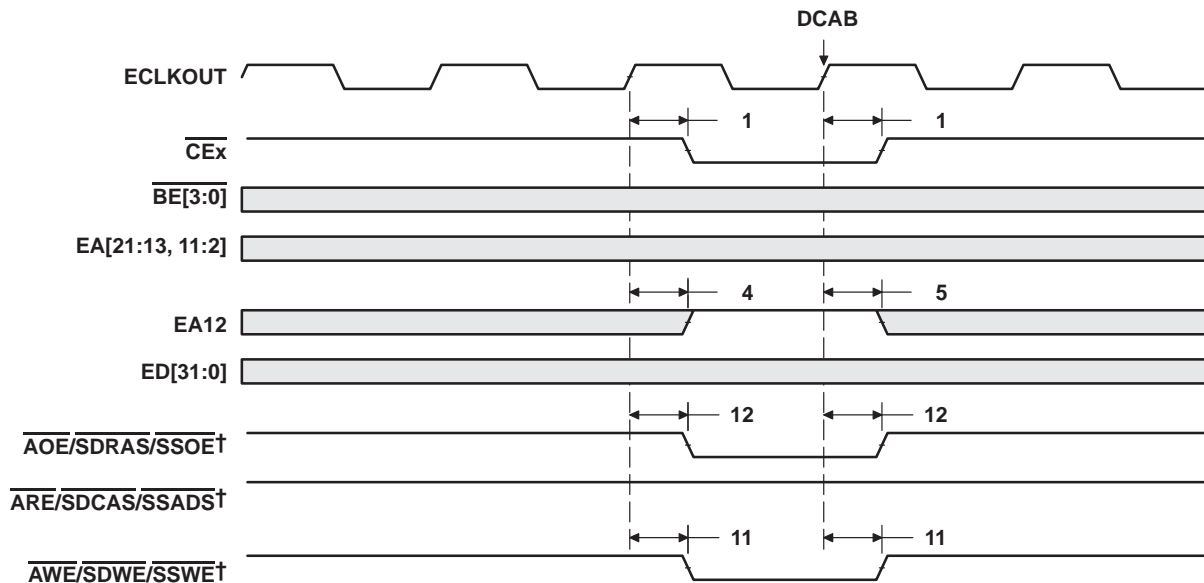 DCAB
ECLKOUT
1 1
CEx
BE[3:0]
EA[21:13, 11:2]
4 5
EA12
ED[31:0]
12 12
AOE/SDRAS/SSOE†
ARE/SDCAS/SSADS†
11 11
AWE/SDWE/SSWE†